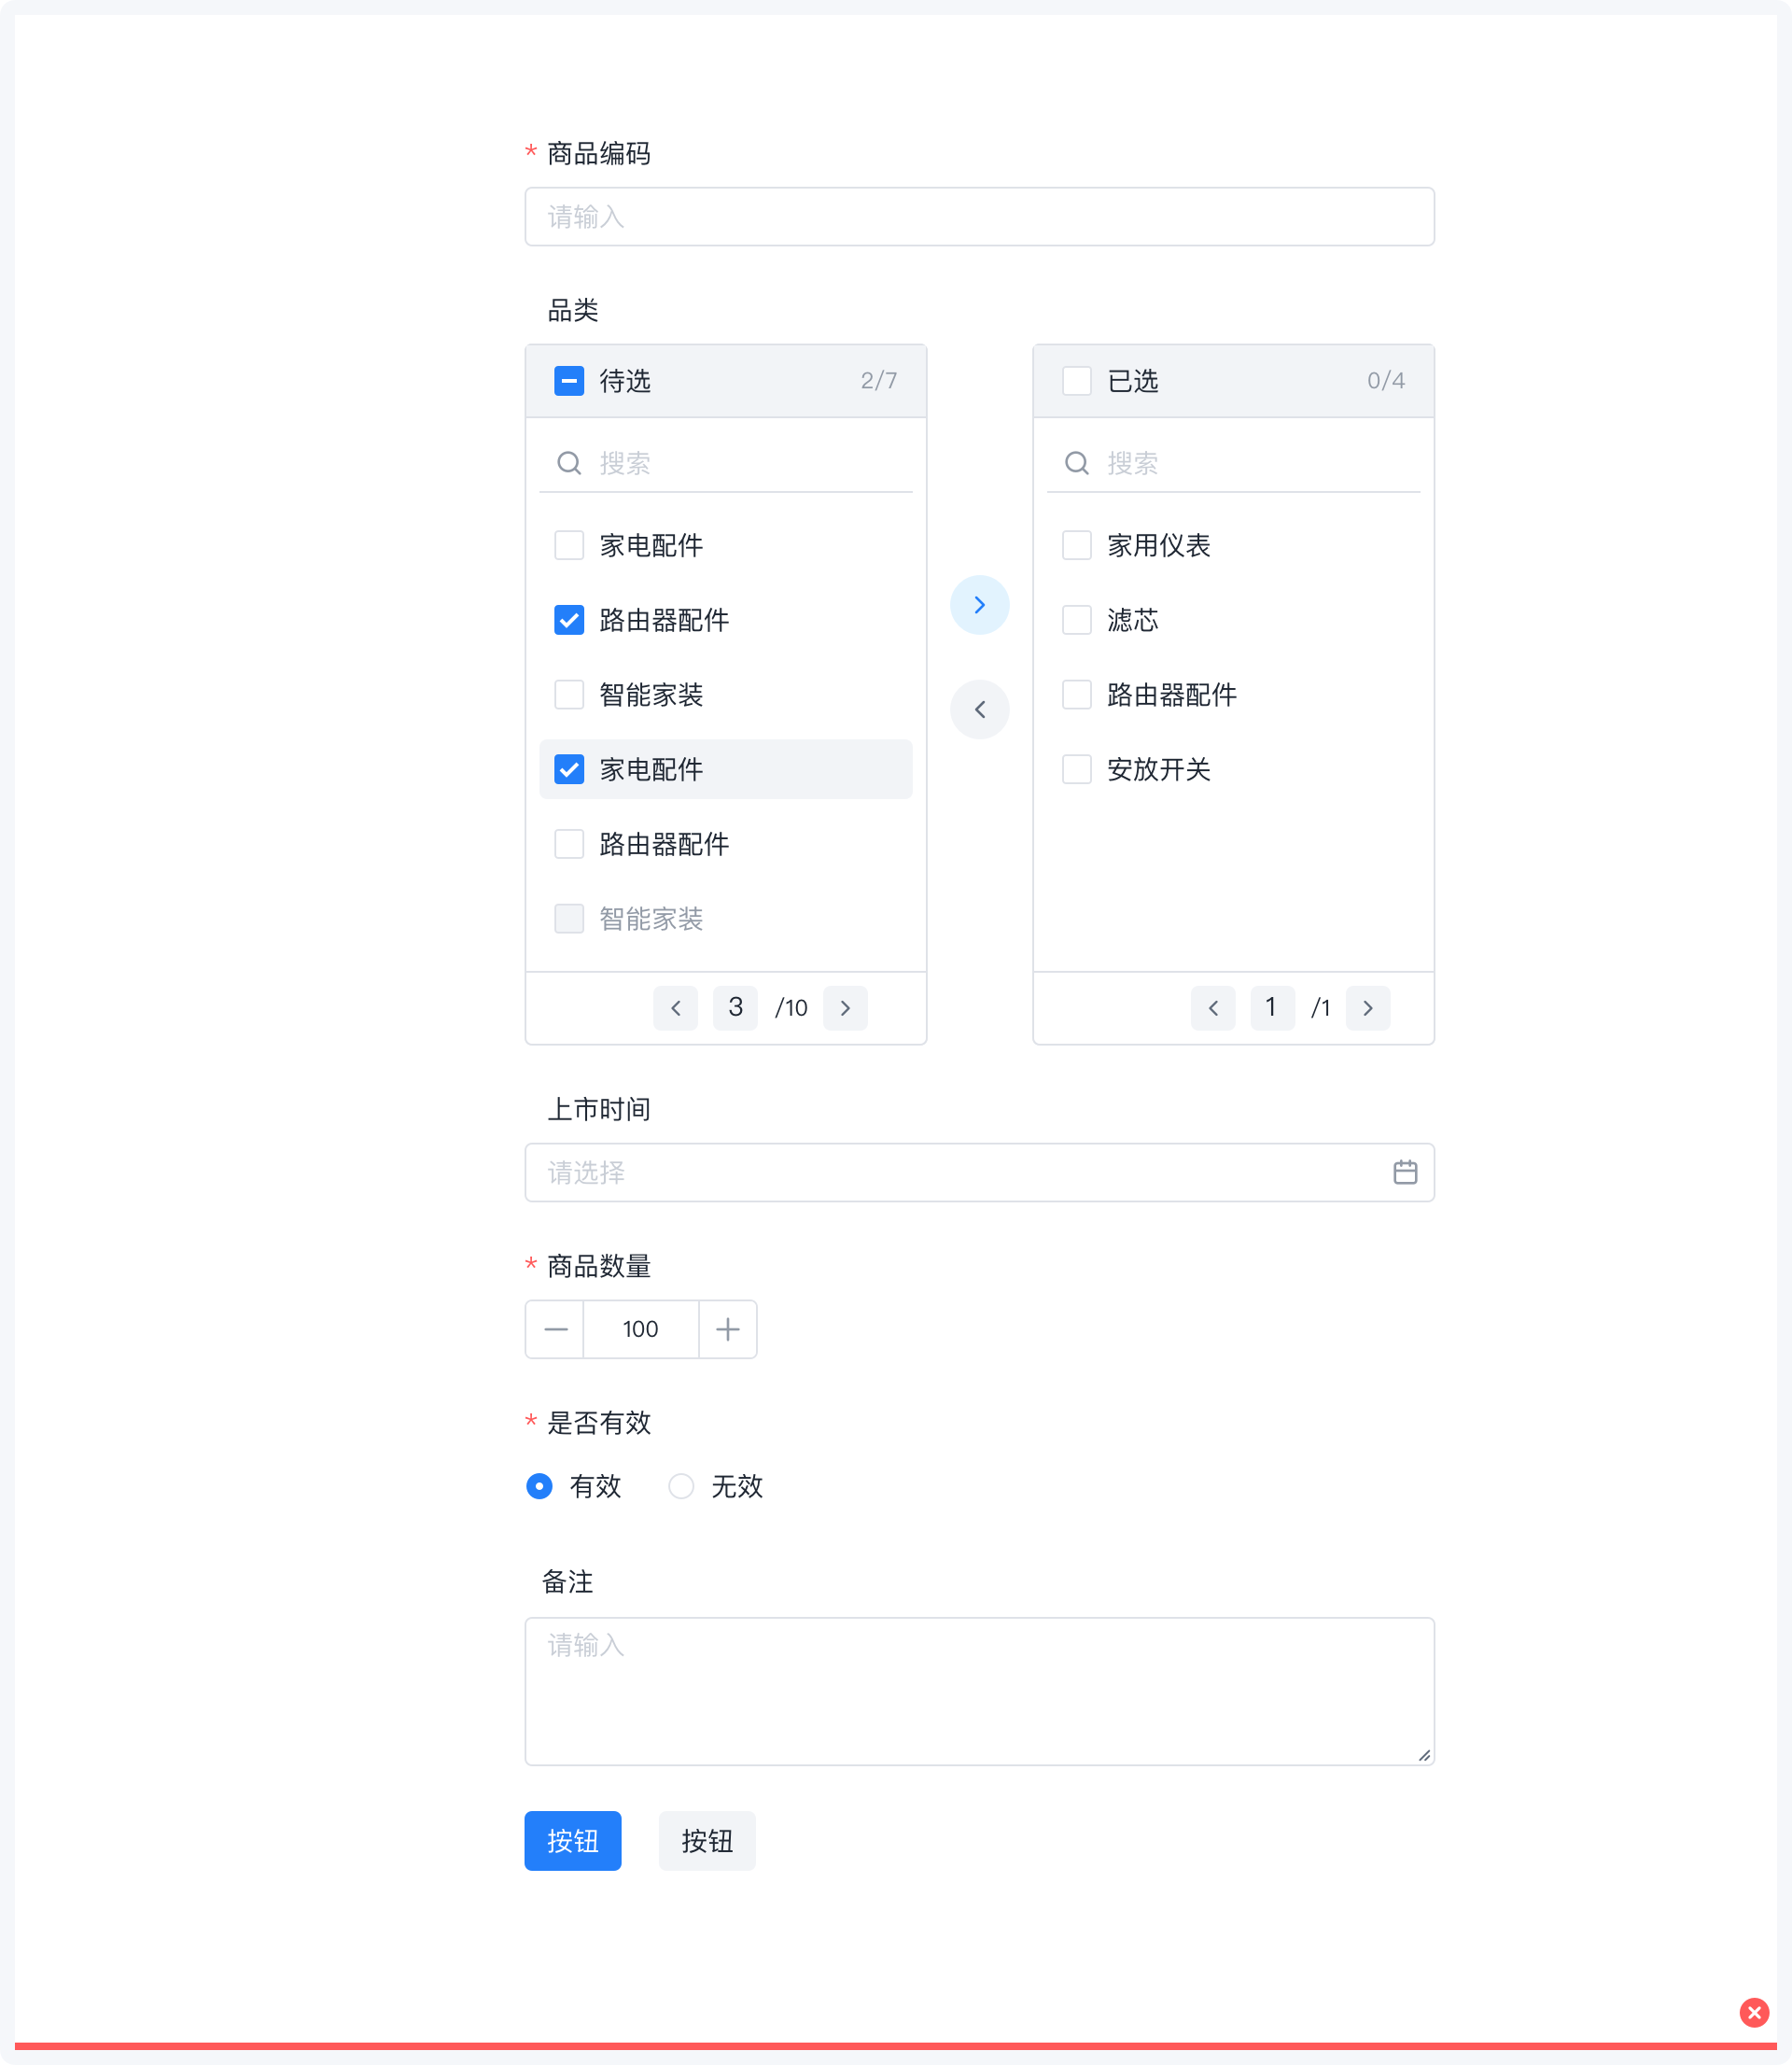 * 商品编码
请输入
品类
待选 2/7
搜索
家电配件
路由器配件
智能家装
家电配件
路由器配件
智能家装
3 /10
已选 0/4
搜索
家用仪表
滤芯
路由器配件
安放开关
1 /1
上市时间
请选择
* 商品数量
100
* 是否有效
有效 无效
备注
请输入
按钮 按钮